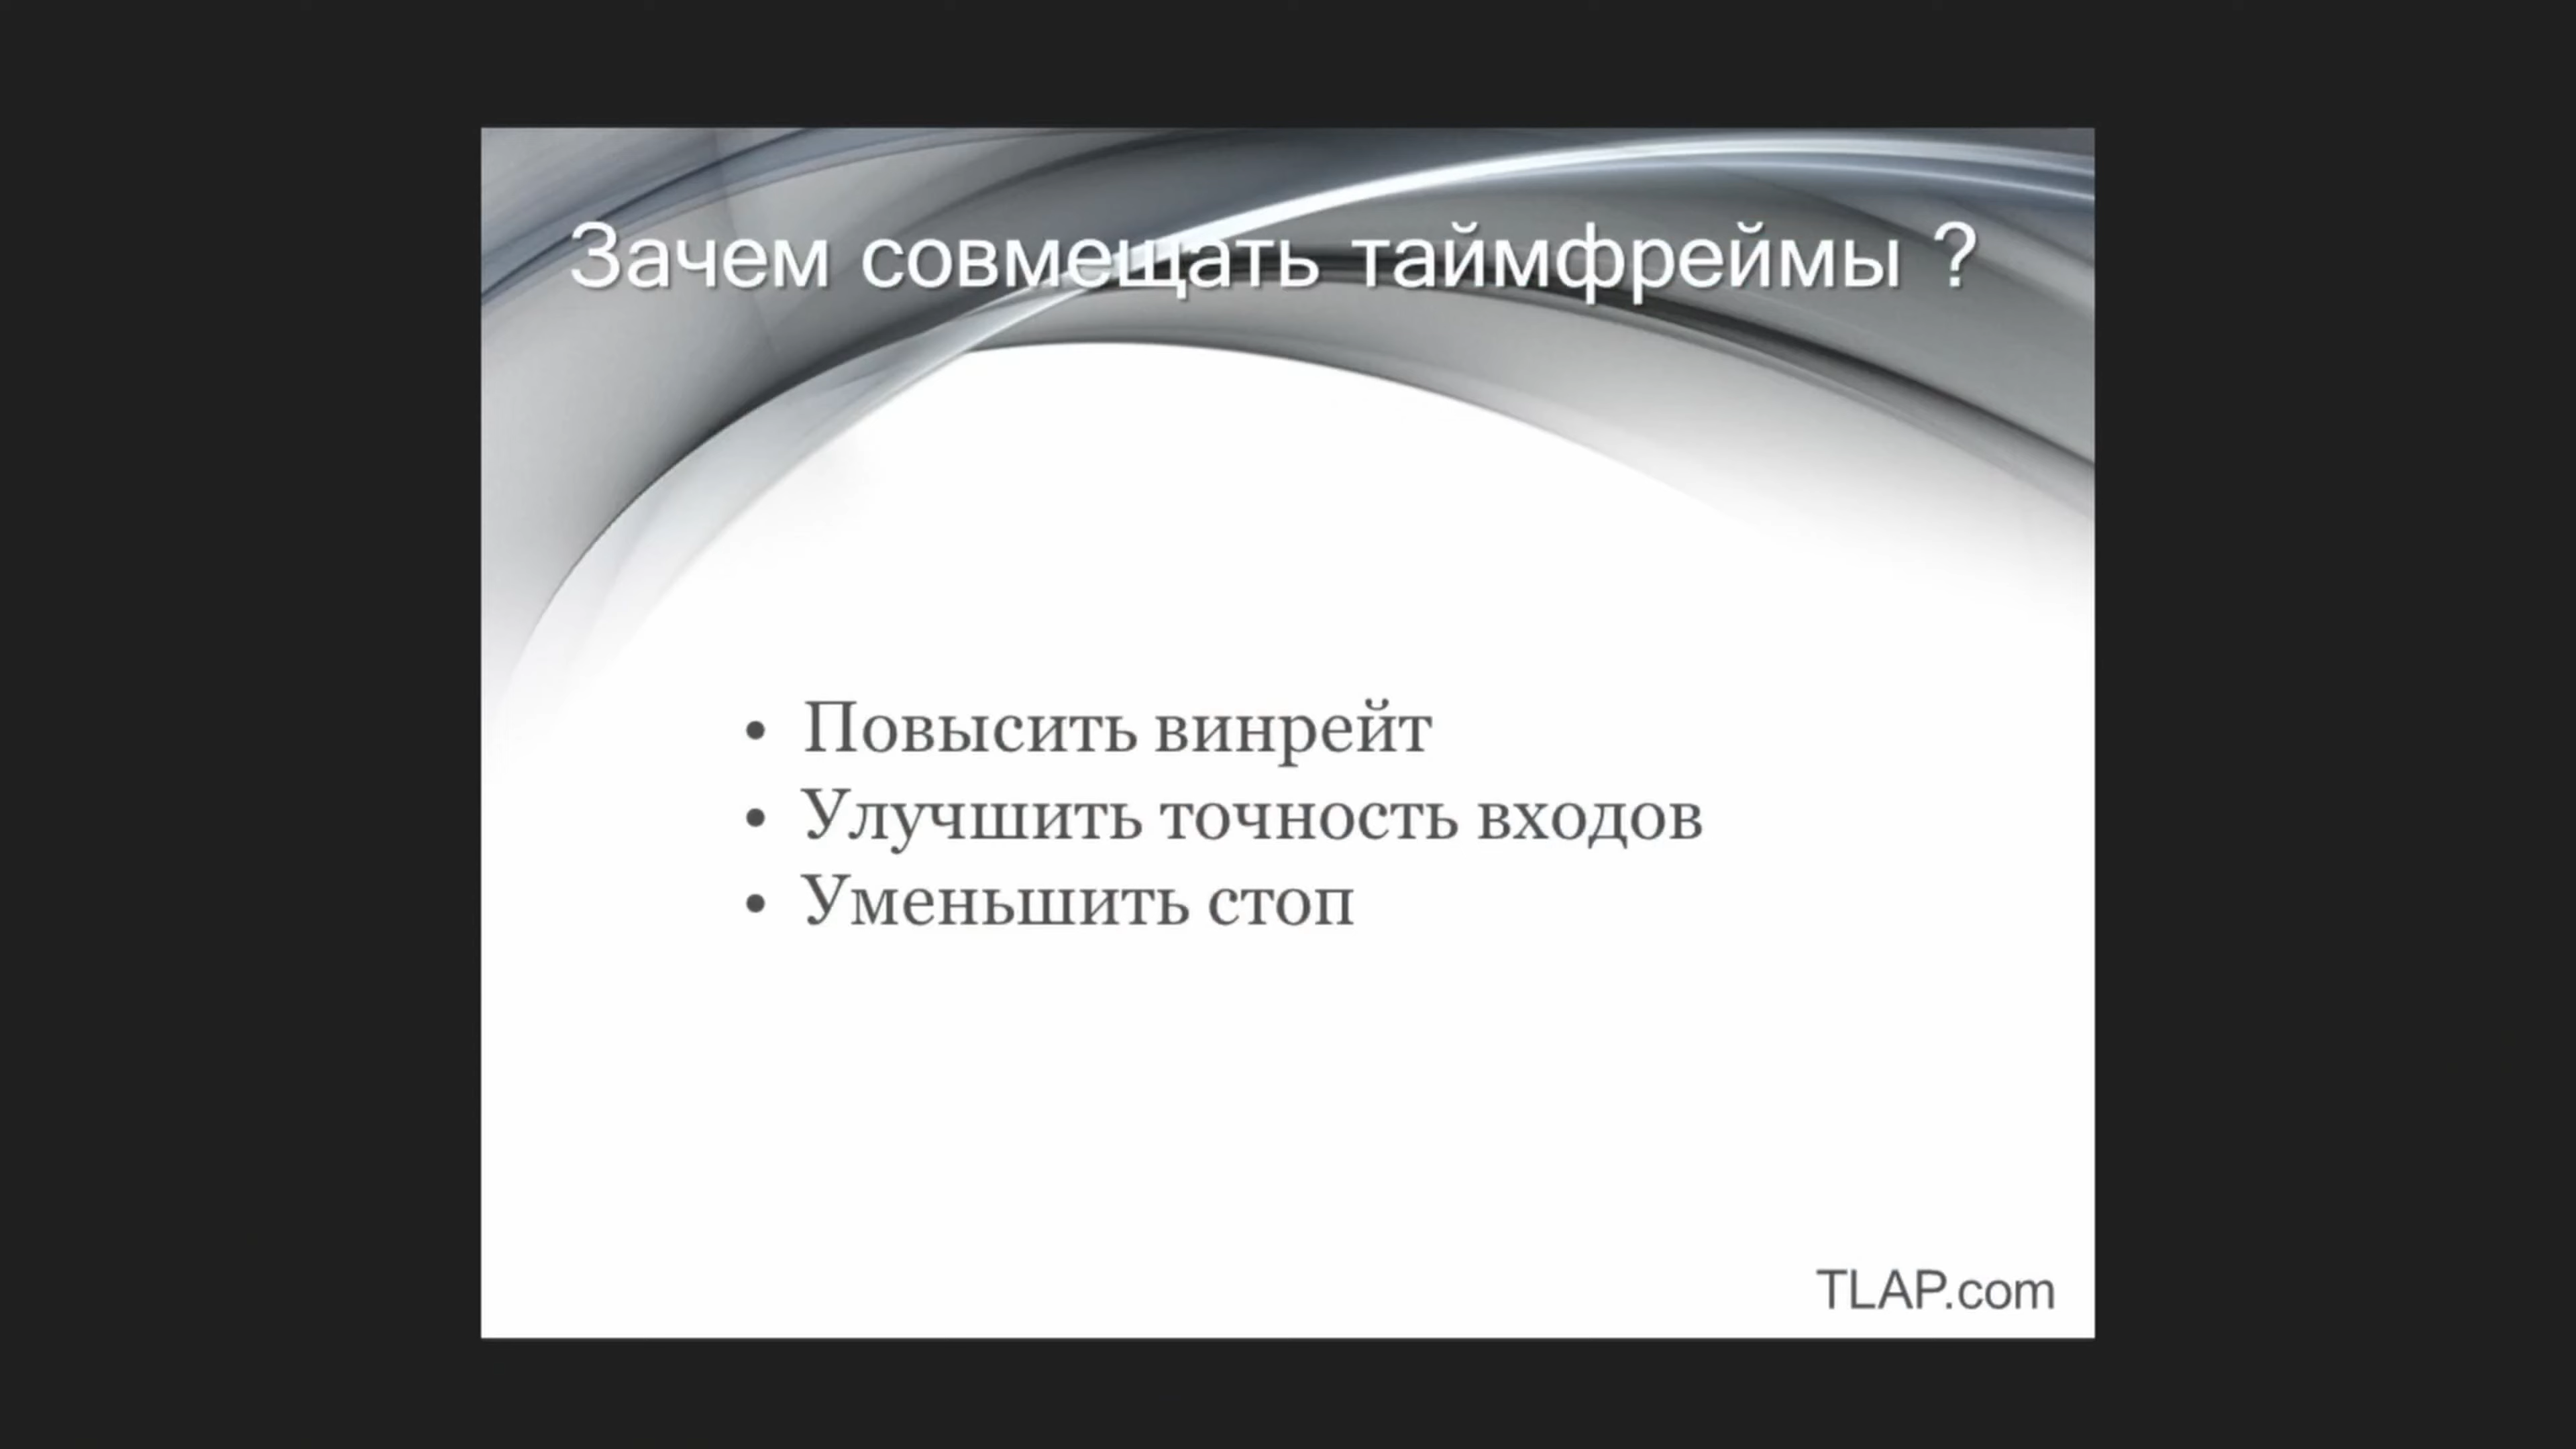 Зачем совмещать таймфреймы ?
• Повысить винрейт
• Улучшить точность входов
• Уменьшить стоп
TLAP.com